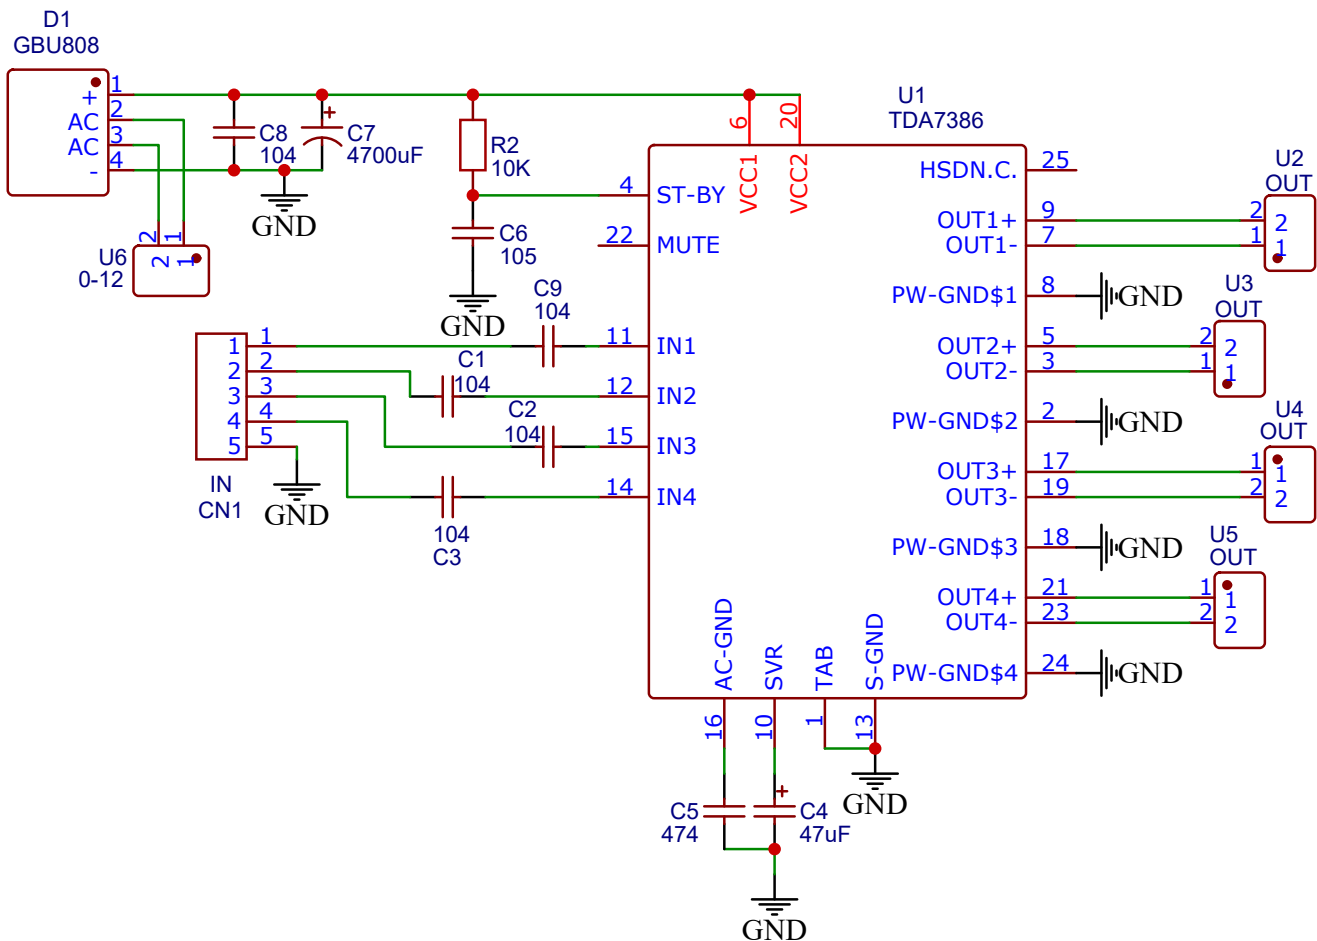 D1
GBU808
1
+
2
AC
3
AC
4
-
C8
104
+
C7
4700uF
GND
2
1
2
1
U6
0-12
R2
10K
C6
105
GND
U1
TDA7386
6
20
VCC1
VCC2
4
ST-BY
22
MUTE
11
IN1
12
IN2
15
IN3
14
IN4
C9
104
C1
104
C2
104
104
C3
1
1
2
2
3
3
4
4
5
5
IN
CN1
GND
HSDN.C.
25
OUT1+
9
OUT1-
7
PW-GND$1
8
GND
OUT2+
5
OUT2-
3
PW-GND$2
2
GND
OUT3+
17
OUT3-
19
PW-GND$3
18
GND
OUT4+
21
OUT4-
23
PW-GND$4
24
GND
U2
OUT
2
2
1
1
U3
OUT
2
2
1
1
U4
OUT
1
1
2
2
U5
OUT
1
1
2
2
AC-GND
SVR
TAB
S-GND
16
10
1
13
C5
474
+
C4
47uF
GND
GND